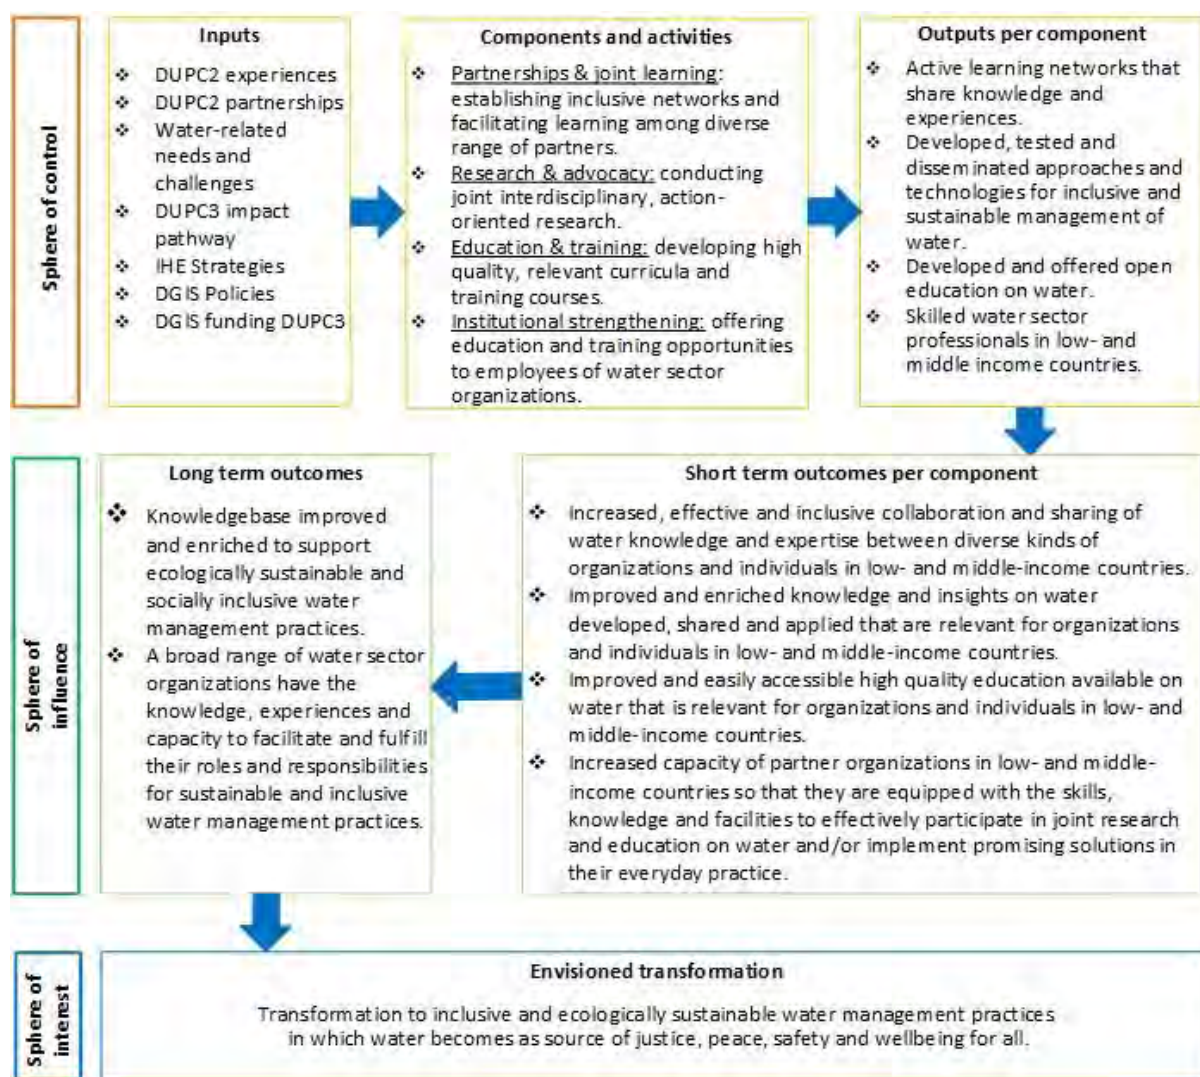 Sphere of control
Inputs
❖ DUPC2 experiences
❖ DUPC2 partnerships
❖ Water-related
needs and
challenges
❖ DUPC3 impact
pathway
❖ IHE Strategies
❖ DGIS Policies
❖ DGIS funding DUPC3
Components and activities
❖ Partnerships & joint learning:
establishing inclusive networks and
facilitating learning among diverse
range of partners.
❖ Research & advocacy: conducting
joint interdisciplinary, action-
oriented research.
❖ Education & training: developing high
quality, relevant curricula and
training courses.
❖ Institutional strengthening: offering
education and training opportunities
to employees of water sector
organizations.
Outputs per component
❖ Active learning networks that
share knowledge and
experiences.
❖ Developed, tested and
disseminated approaches and
technologies for inclusive and
sustainable management of
water.
❖ Developed and offered open
education on water.
❖ Skilled water sector
professionals in low- and
middle income countries.
Sphere of
influence
Short term outcomes per component
❖ Increased, effective and inclusive collaboration and sharing of
water knowledge and expertise between diverse kinds of
organizations and individuals in low- and middle-income countries.
❖ Improved and enriched knowledge and insights on water
developed, shared and applied that are relevant for organizations
and individuals in low- and middle-income countries.
❖ Improved and easily accessible high quality education available on
water that is relevant for organizations and individuals in low- and
middle-income countries.
❖ Increased capacity of partner organizations in low- and middle-
income countries so that they are equipped with the skills,
knowledge and facilities to effectively participate in joint research
and education on water and/or implement promising solutions in
their everyday practice.
Long term outcomes
❖ Knowledgebase improved
and enriched to support
ecologically sustainable and
socially inclusive water
management practices.
❖ A broad range of water sector
organizations have the
knowledge, experiences and
capacity to facilitate and fulfill
their roles and responsibilities
for sustainable and inclusive
water management practices.
Sphere of
interest
Envisioned transformation
Transformation to inclusive and ecologically sustainable water management practices
in which water becomes as source of justice, peace, safety and wellbeing for all.